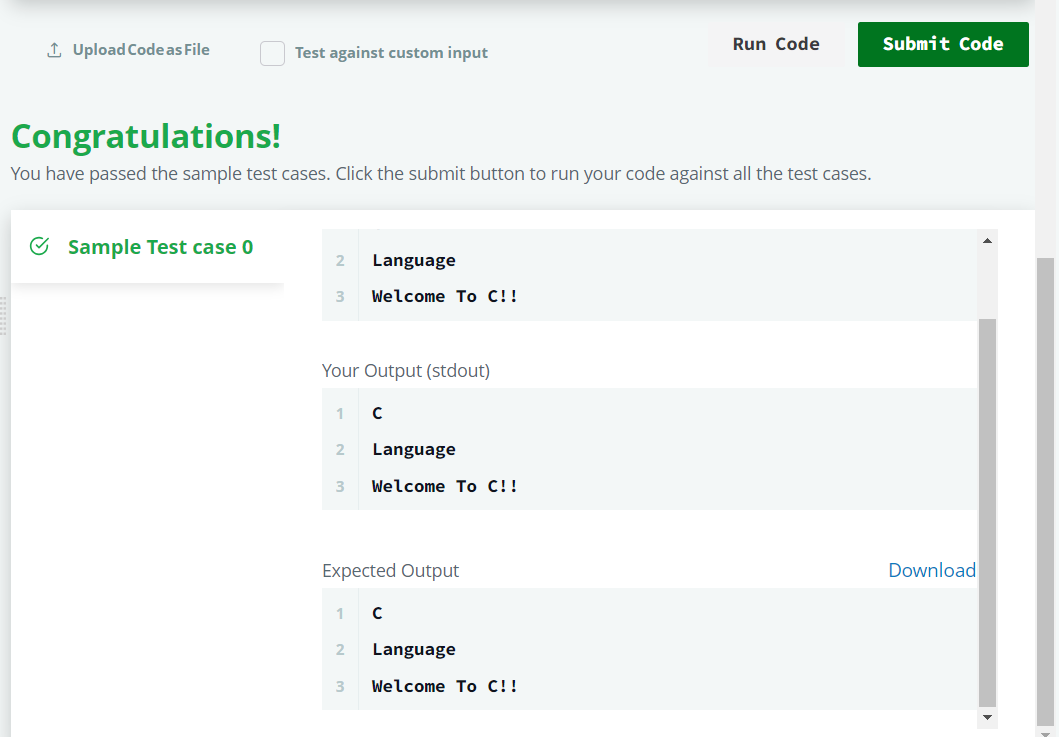 Upload Code as File
Test against custom input
Run Code
Submit Code
Congratulations!
You have passed the sample test cases. Click the submit button to run your code against all the test cases.
Sample Test case 0
2 Language
3 Welcome To C!!
Your Output (stdout)
1 C
2 Language
3 Welcome To C!!
Expected Output
Download
1 C
2 Language
3 Welcome To C!!